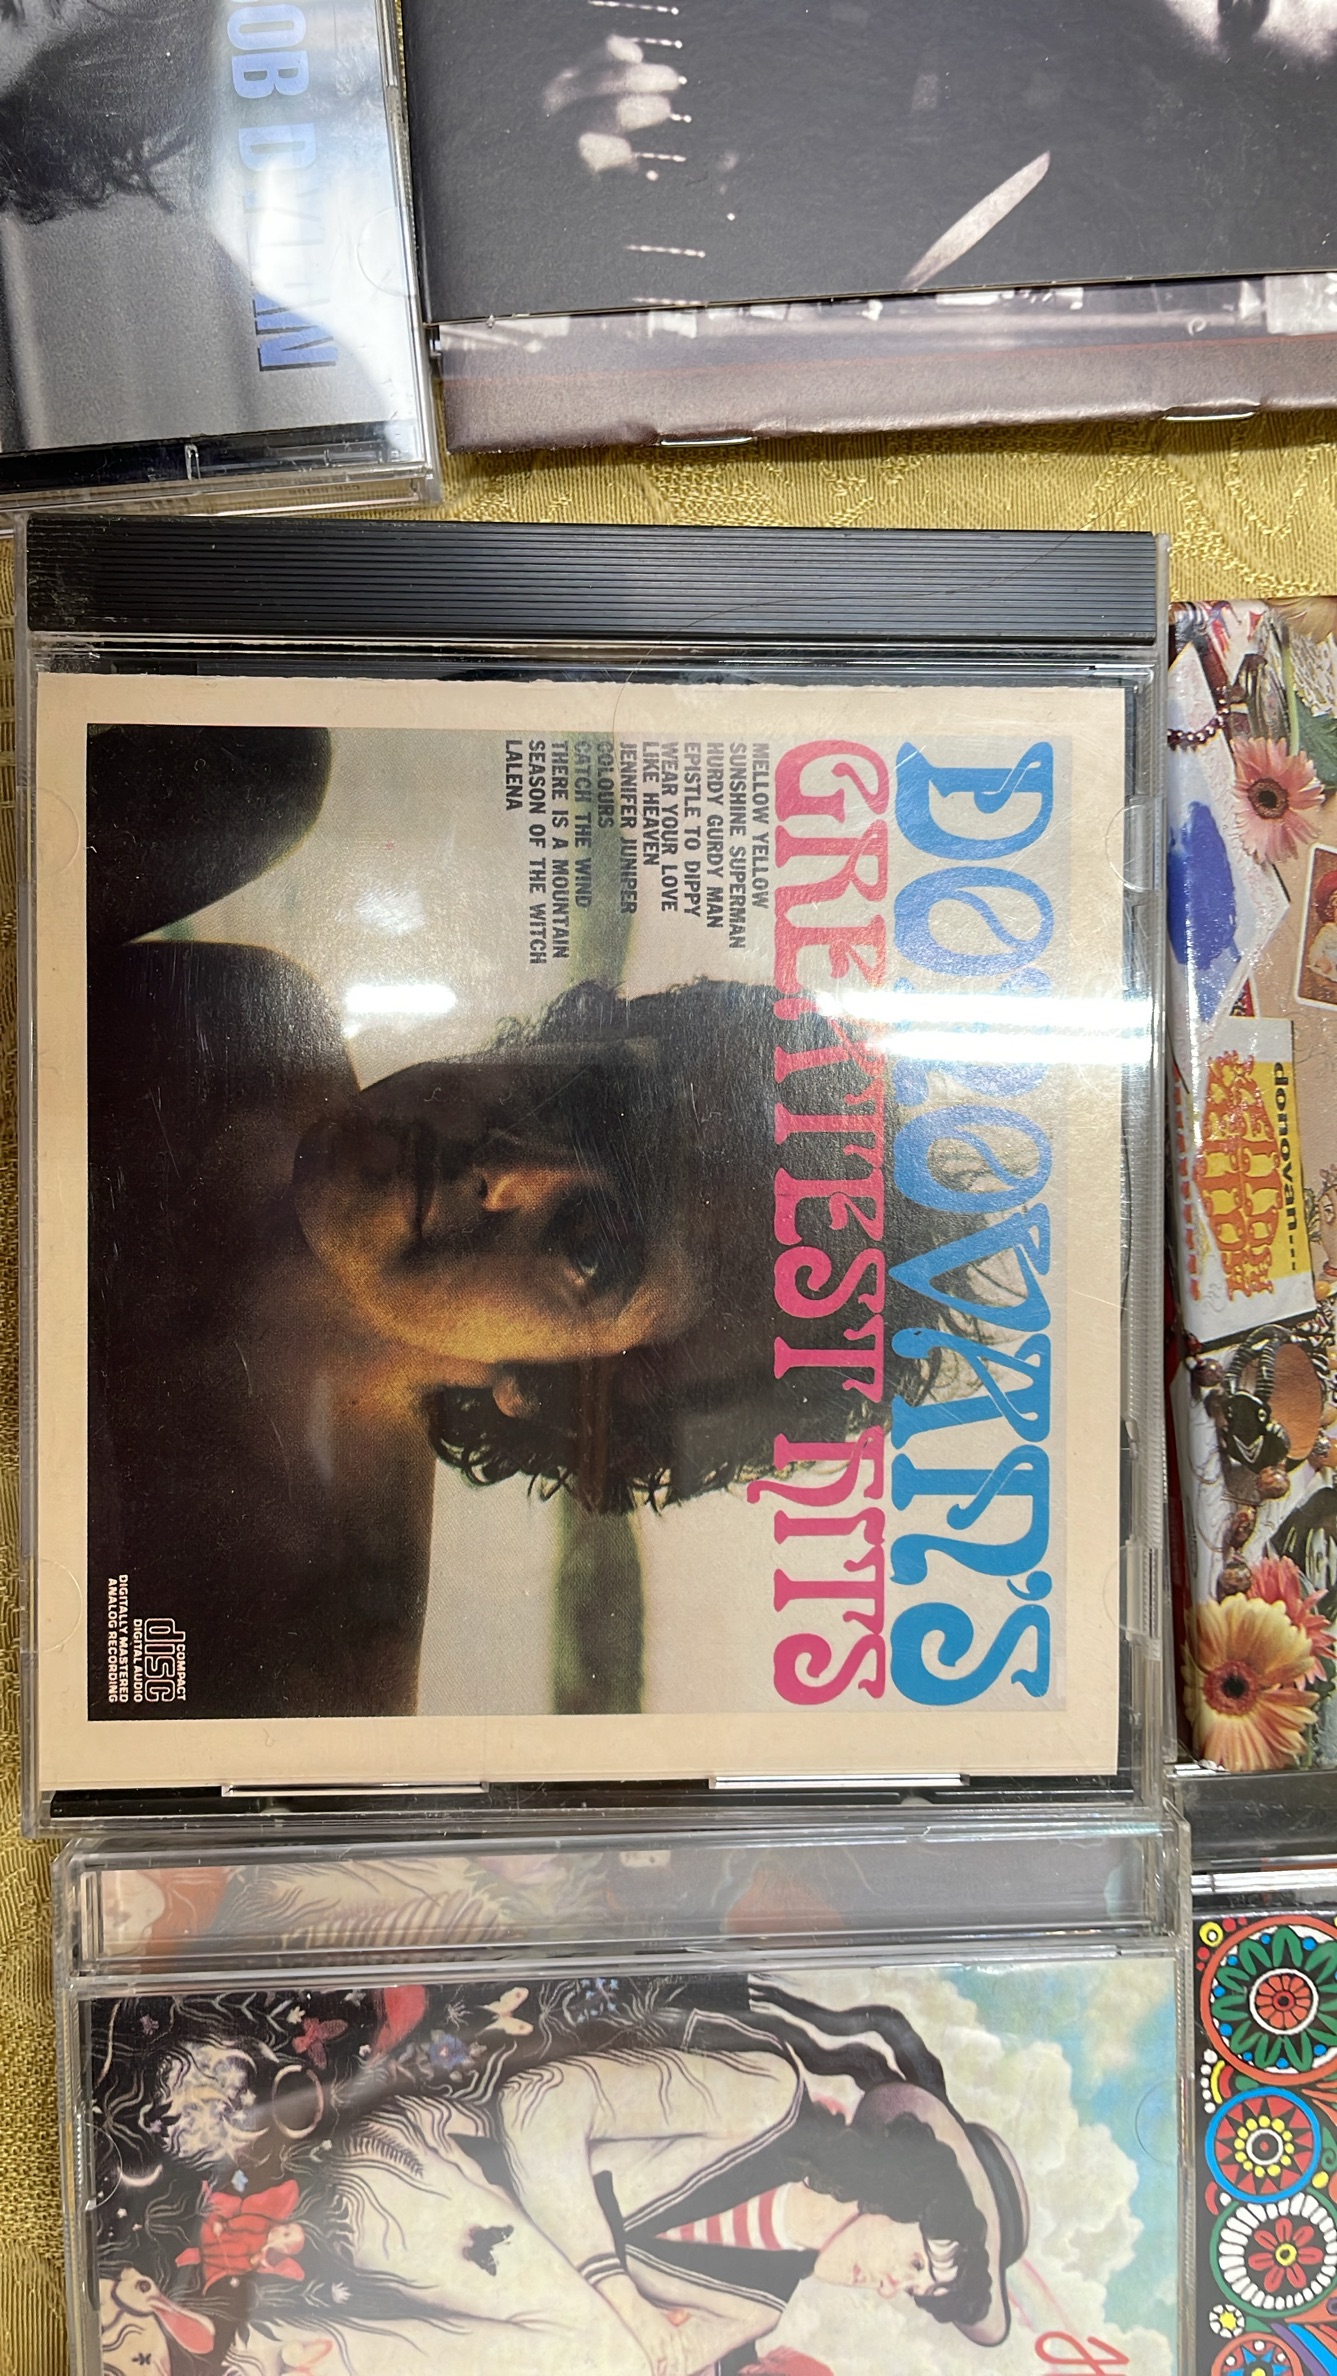 BOB DYLAN
DONOVAN'S
GREATEST HITS
MELLOW YELLOW
SUNSHINE SUPERMAN
HURDY GURDY MAN
EPISTLE TO DIPPY
WEAR YOUR LOVE
LIKE HEAVEN
JENNIFER JUNIPER
COLOURS
CATCH THE WIND
THERE IS A MOUNTAIN
SEASON OF THE WITCH
LALENA
COMPACT
disc
DIGITAL AUDIO
DIGITALLY MASTERED
ANALOG RECORDING
donovan...